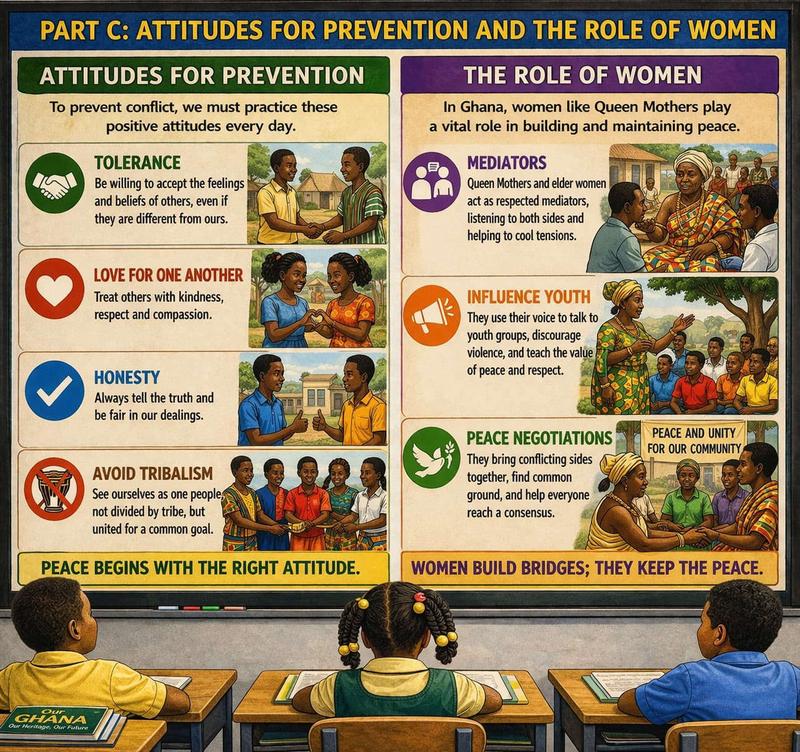 PART C: ATTITUDES FOR PREVENTION AND THE ROLE OF WOMEN
ATTITUDES FOR PREVENTION
To prevent conflict, we must practice these
positive attitudes every day.
TOLERANCE
Be willing to accept the feelings
and beliefs of others, even if
they are different from ours.
LOVE FOR ONE ANOTHER
Treat others with kindness,
respect and compassion.
HONESTY
Always tell the truth and
be fair in our dealings.
AVOID TRIBALISM
See ourselves as one people,
not divided by tribe, but
united for a common goal.
PEACE BEGINS WITH THE RIGHT ATTITUDE.
THE ROLE OF WOMEN
In Ghana, women like Queen Mothers play
a vital role in building and maintaining peace.
MEDIATORS
Queen Mothers and elder women
act as respected mediators,
listening to both sides and
helping to cool tensions.
INFLUENCE YOUTH
They use their voice to talk to
youth groups, discourage
violence, and teach the value
of peace and respect.
PEACE NEGOTIATIONS
They bring conflicting sides
together, find common
ground, and help everyone
reach a consensus.
PEACE AND UNITY
FOR OUR COMMUNITY
WOMEN BUILD BRIDGES; THEY KEEP THE PEACE.
Our
GHANA
Our Heritage, Our Future